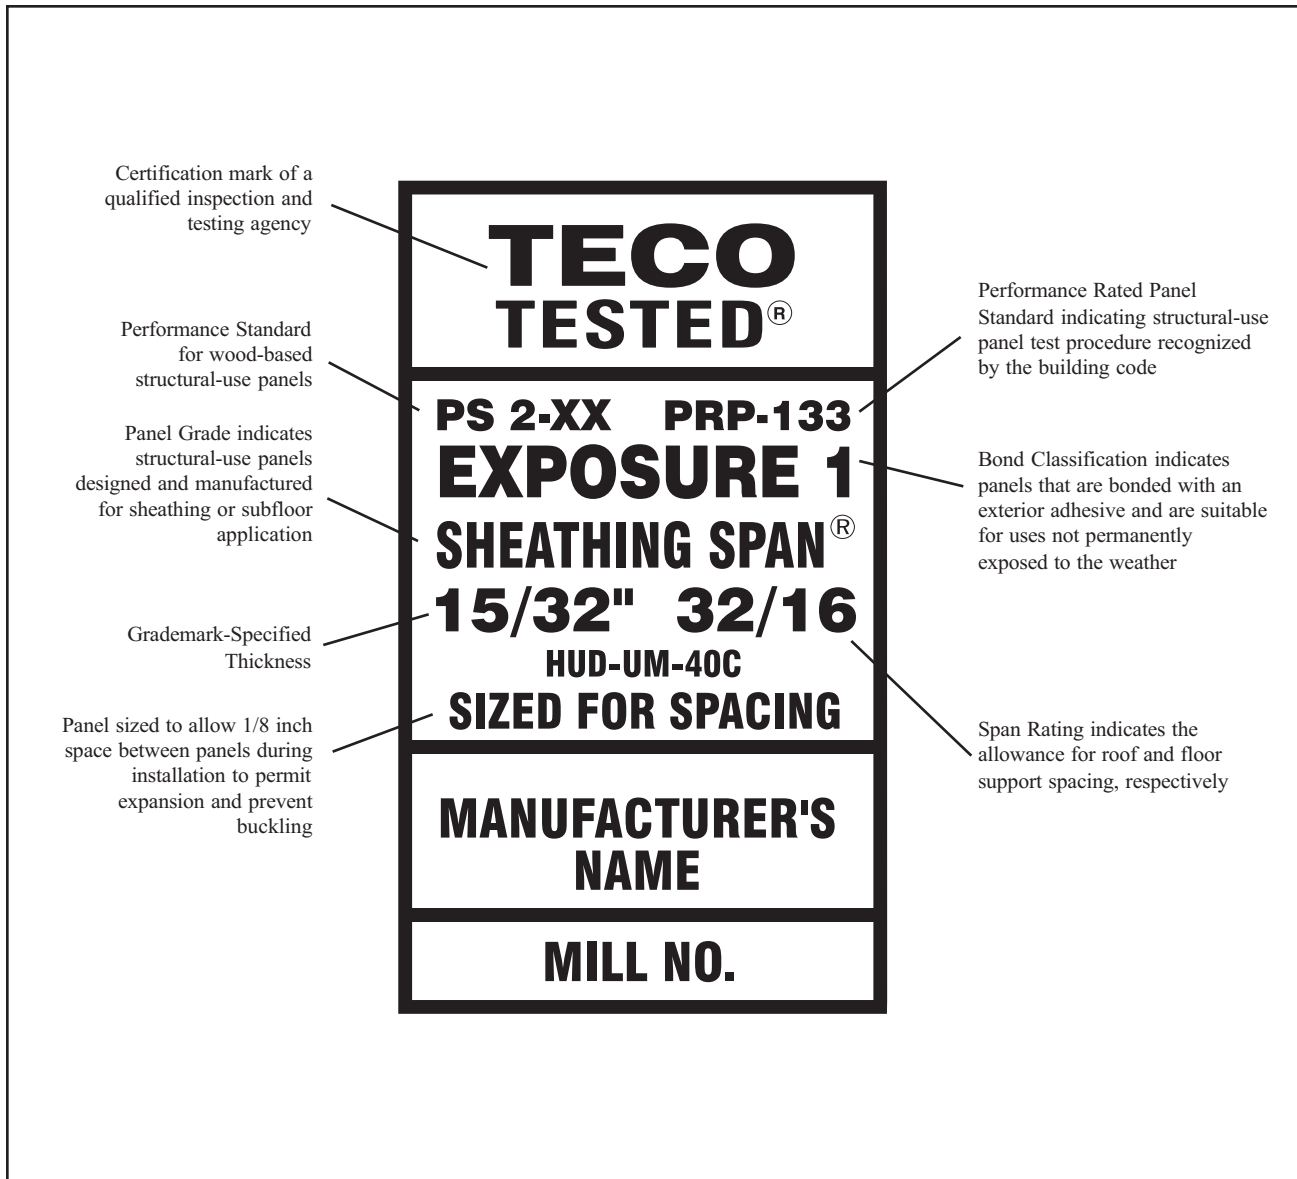 Certification mark of a
qualified inspection and
testing agency
Performance Standard
for wood-based
structural-use panels
Panel Grade indicates
structural-use panels
designed and manufactured
for sheathing or subfloor
application
Grademark-Specified
Thickness
Panel sized to allow 1/8 inch
space between panels during
installation to permit
expansion and prevent
buckling
TECO
TESTED®
PS 2-XX PRP-133
EXPOSURE 1
SHEATHING SPAN®
15/32" 32/16
HUD-UM-40C
SIZED FOR SPACING
MANUFACTURER'S
NAME
MILL NO.
Performance Rated Panel
Standard indicating structural-use
panel test procedure recognized
by the building code
Bond Classification indicates
panels that are bonded with an
exterior adhesive and are suitable
for uses not permanently
exposed to the weather
Span Rating indicates the
allowance for roof and floor
support spacing, respectively